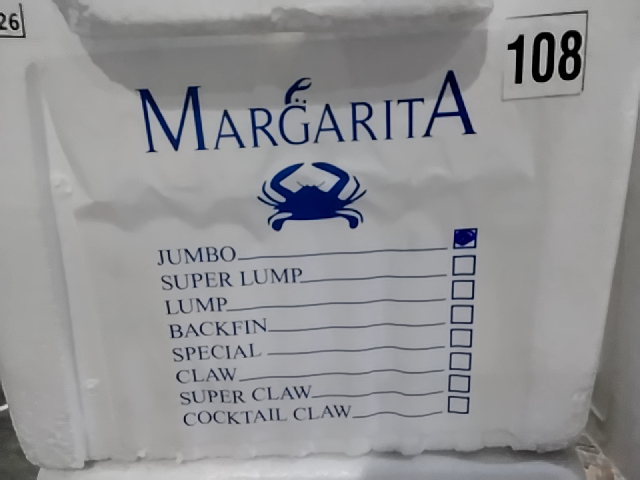 26
108
MARGARITA
JUMBO
SUPER LUMP
LUMP
BACKFIN
SPECIAL
CLAW
SUPER CLAW
COCKTAIL CLAW